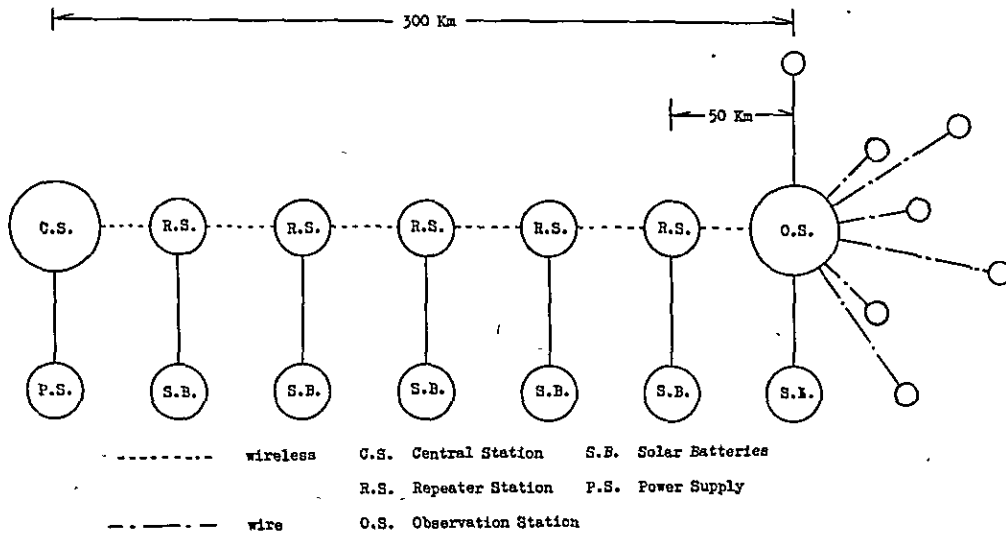 300 Km
50 Km
C.S. R.S. R.S. R.S. R.S. R.S. O.S.
P.S. S.B. S.B. S.B. S.B. S.B.
wireless C.S. Central Station S.B. Solar Batteries
R.S. Repeater Station P.S. Power Supply
wire O.S. Observation Station